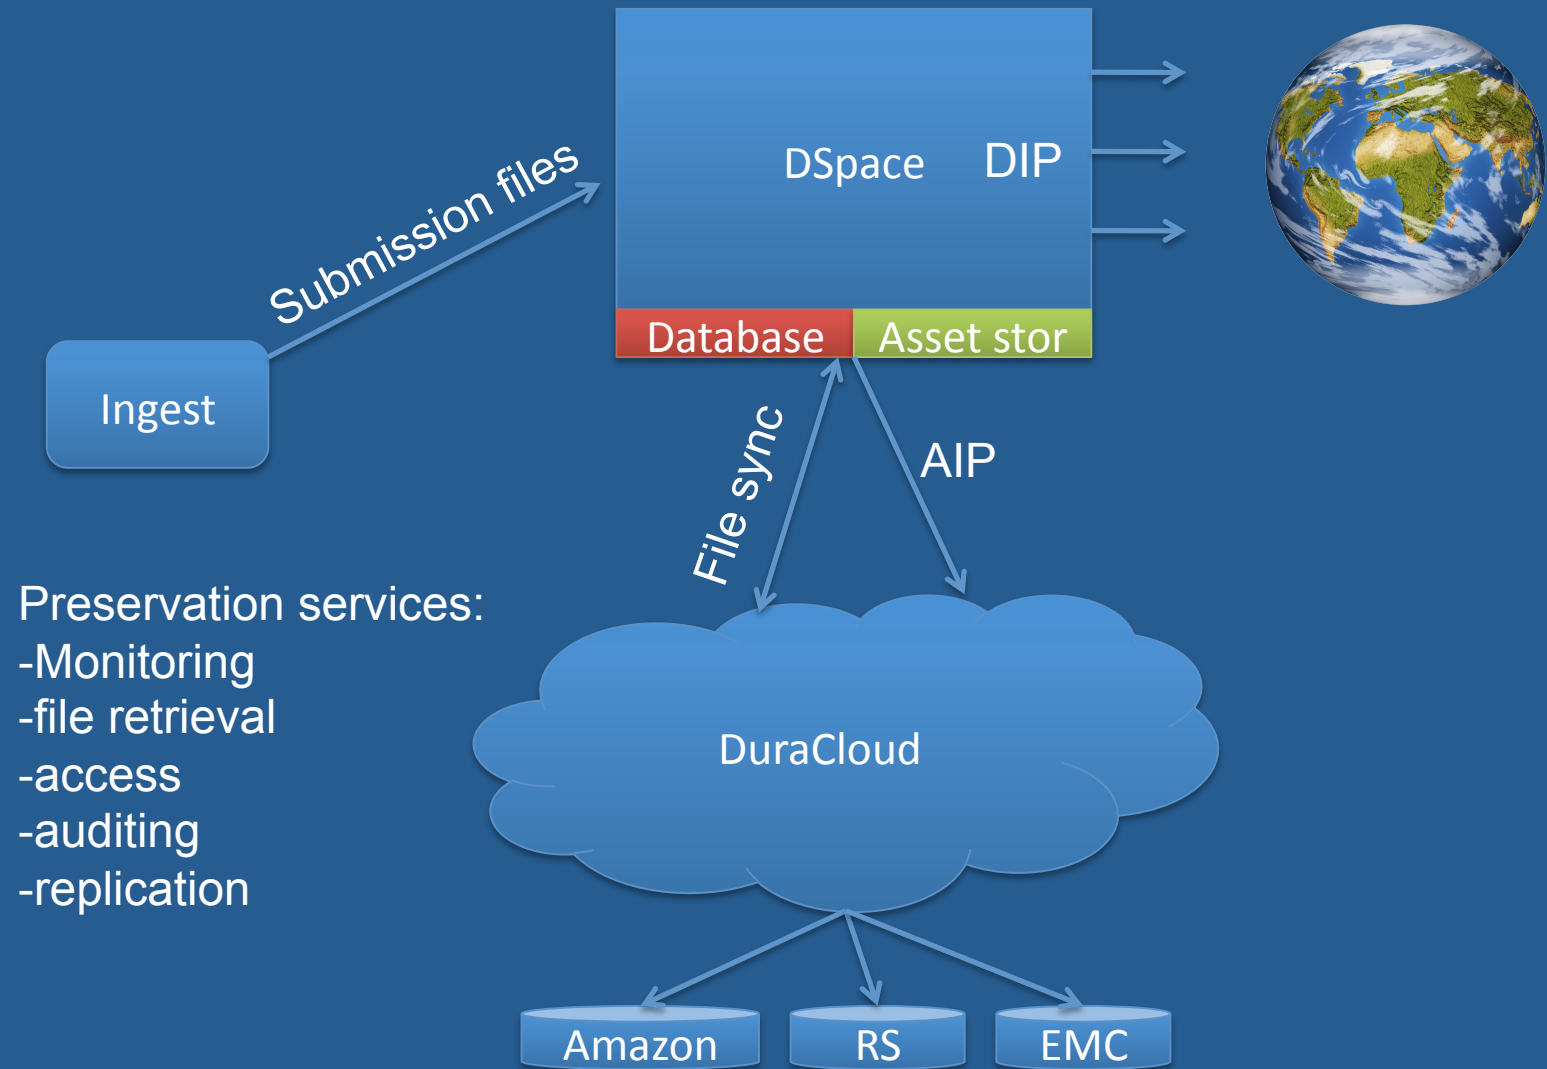 DSpace DIP
Submission files
Database Asset stor
Ingest
File sync
AIP
Preservation services:
-Monitoring
-file retrieval
-access
-auditing
-replication
DuraCloud
Amazon RS EMC